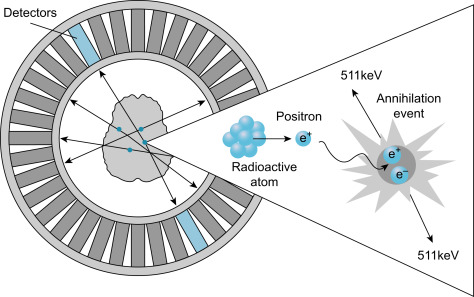 Detectors
511keV
Annihilation
event
Positron
e⁺
Radioactive
atom
e⁺
e⁻
511keV